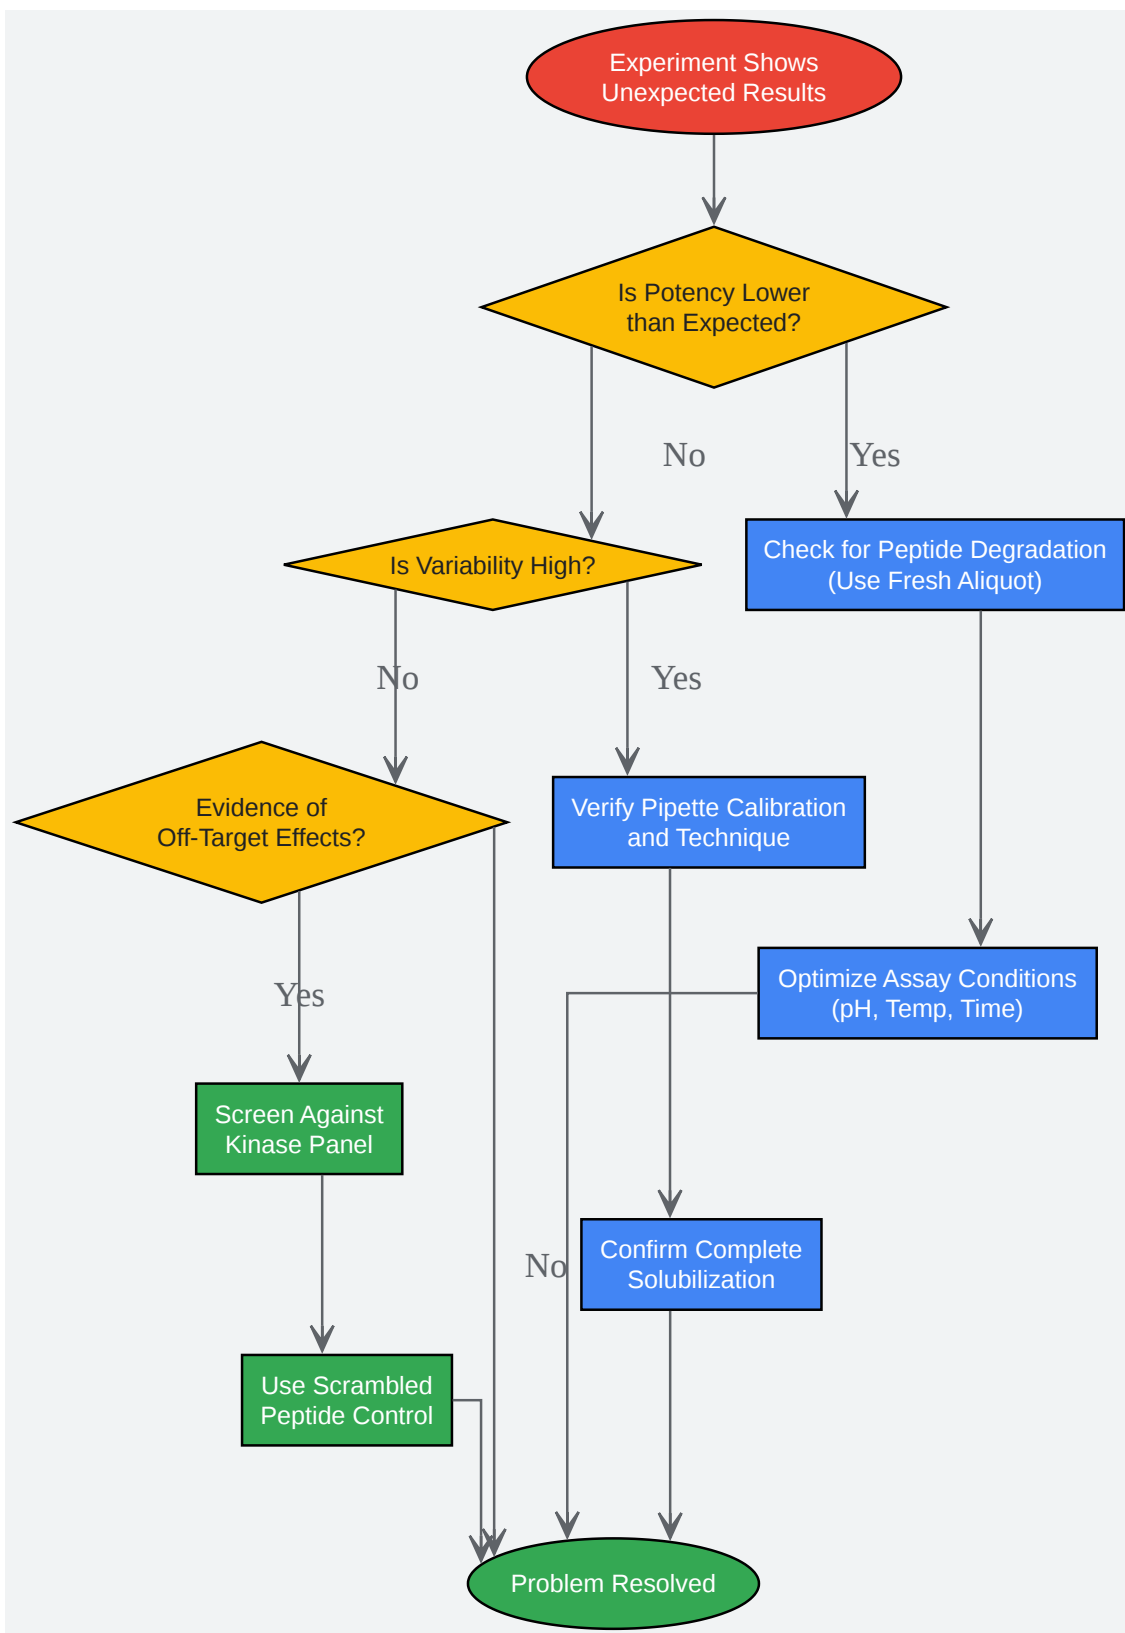 Experiment Shows
Unexpected Results
Is Potency Lower
than Expected?
No
Yes
Check for Peptide Degradation
(Use Fresh Aliquot)
Is Variability High?
No
Yes
Evidence of
Off-Target Effects?
Verify Pipette Calibration
and Technique
Optimize Assay Conditions
(pH, Temp, Time)
Yes
Screen Against
Kinase Panel
No
Confirm Complete
Solubilization
Use Scrambled
Peptide Control
Problem Resolved